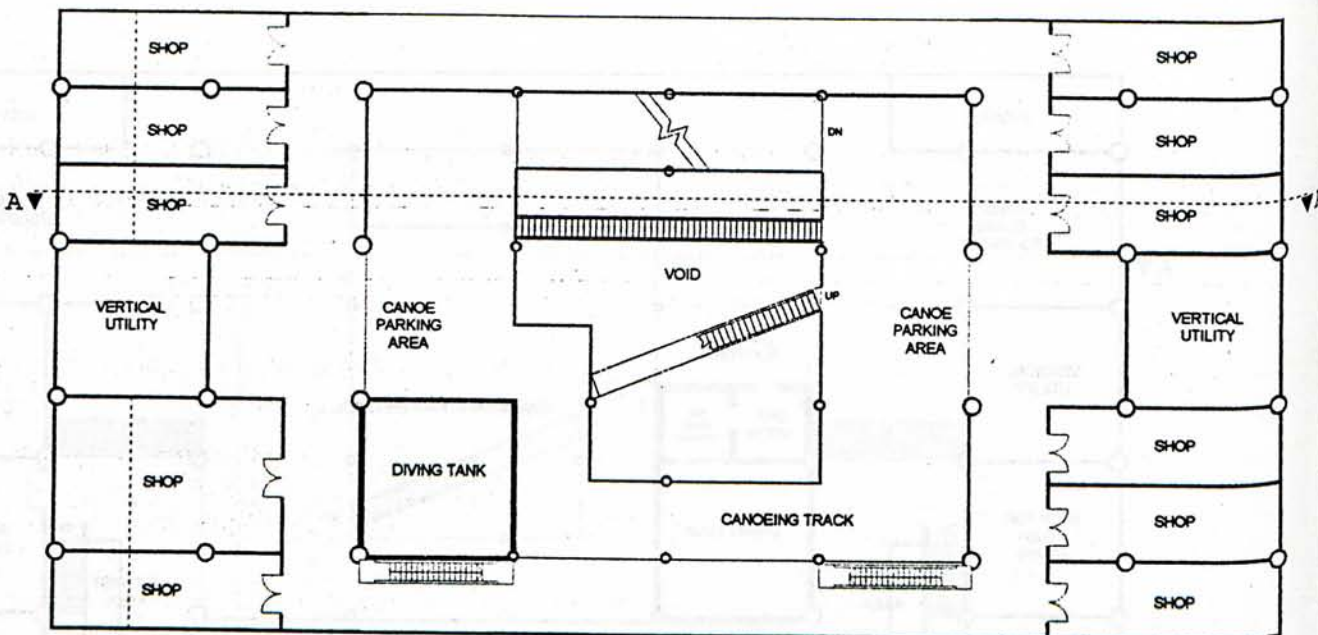 SHOP
SHOP
SHOP
SHOP
SHOP
DN
A
SHOP
SHOP
VOID
UP
VERTICAL
UTILITY
CANOE
PARKING
AREA
CANOE
PARKING
AREA
VERTICAL
UTILITY
SHOP
DIVING TANK
SHOP
CANOEING TRACK
SHOP
SHOP
SHOP